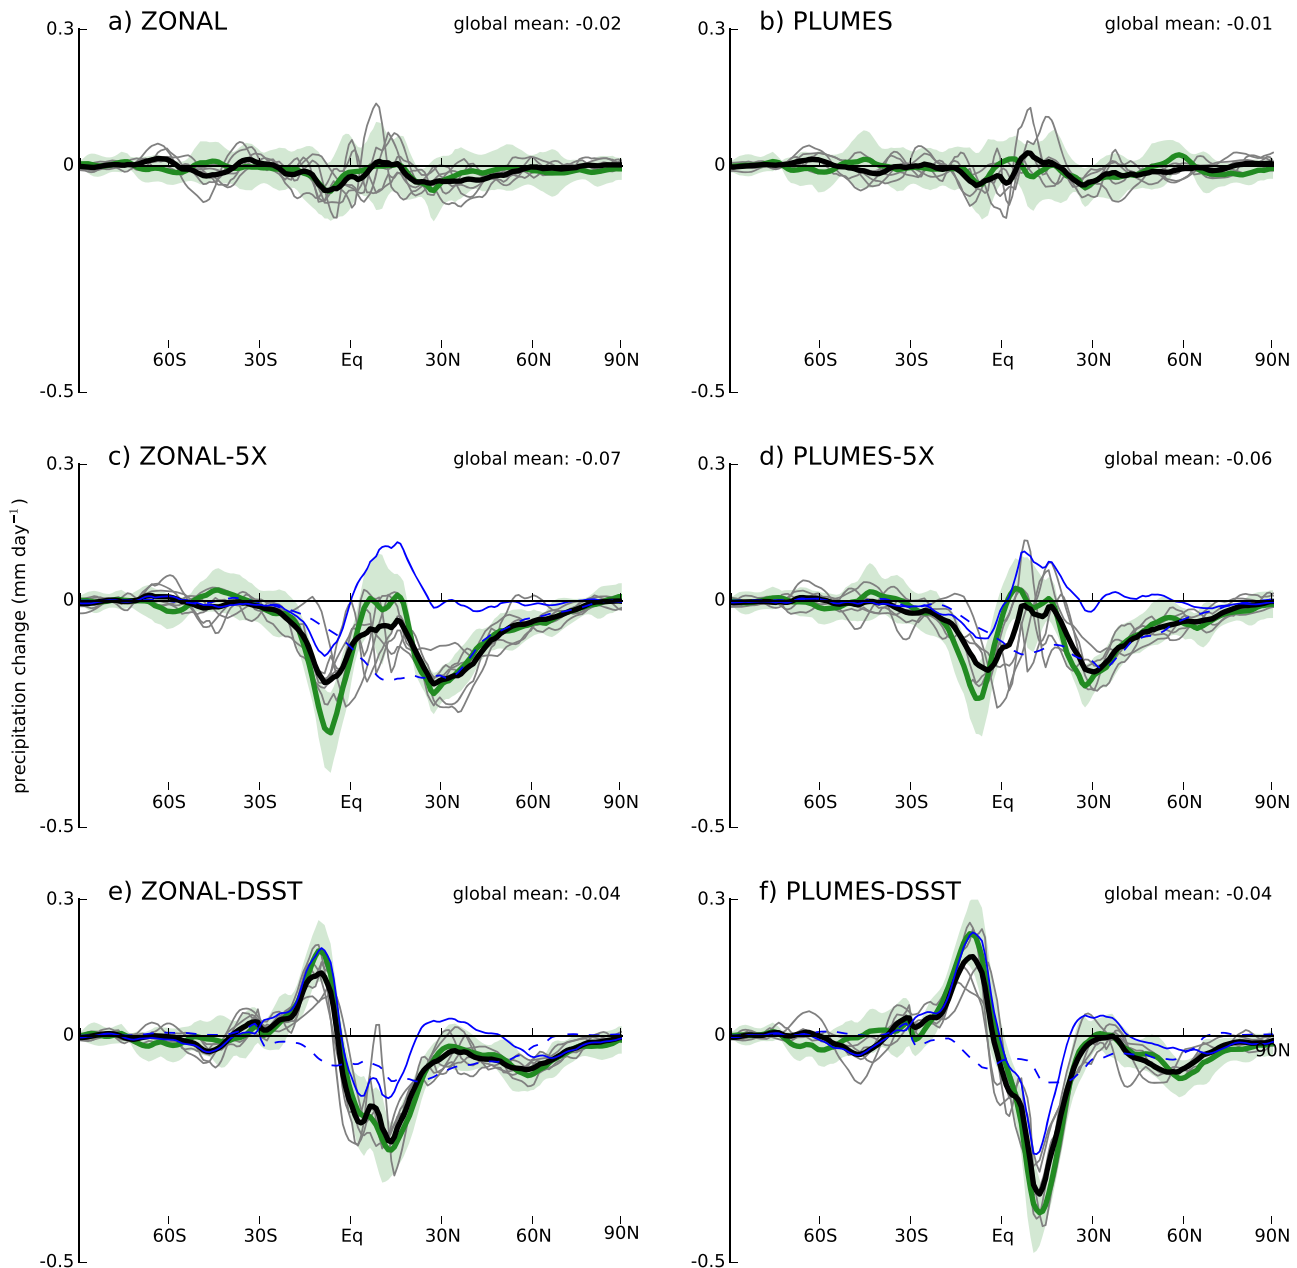 a) ZONAL
global mean: -0.02
0.3
0
-0.5
60S 30S Eq 30N 60N 90N
b) PLUMES
global mean: -0.01
0.3
0
-0.5
60S 30S Eq 30N 60N 90N
precipitation change (mm day⁻¹)
c) ZONAL-5X
global mean: -0.07
0.3
0
-0.5
60S 30S Eq 30N 60N 90N
d) PLUMES-5X
global mean: -0.06
0.3
0
-0.5
60S 30S Eq 30N 60N 90N
e) ZONAL-DSST
global mean: -0.04
0.3
0
-0.5
60S 30S Eq 30N 60N 90N
f) PLUMES-DSST
global mean: -0.04
0.3
0
-0.5
60S 30S Eq 30N 60N
90N